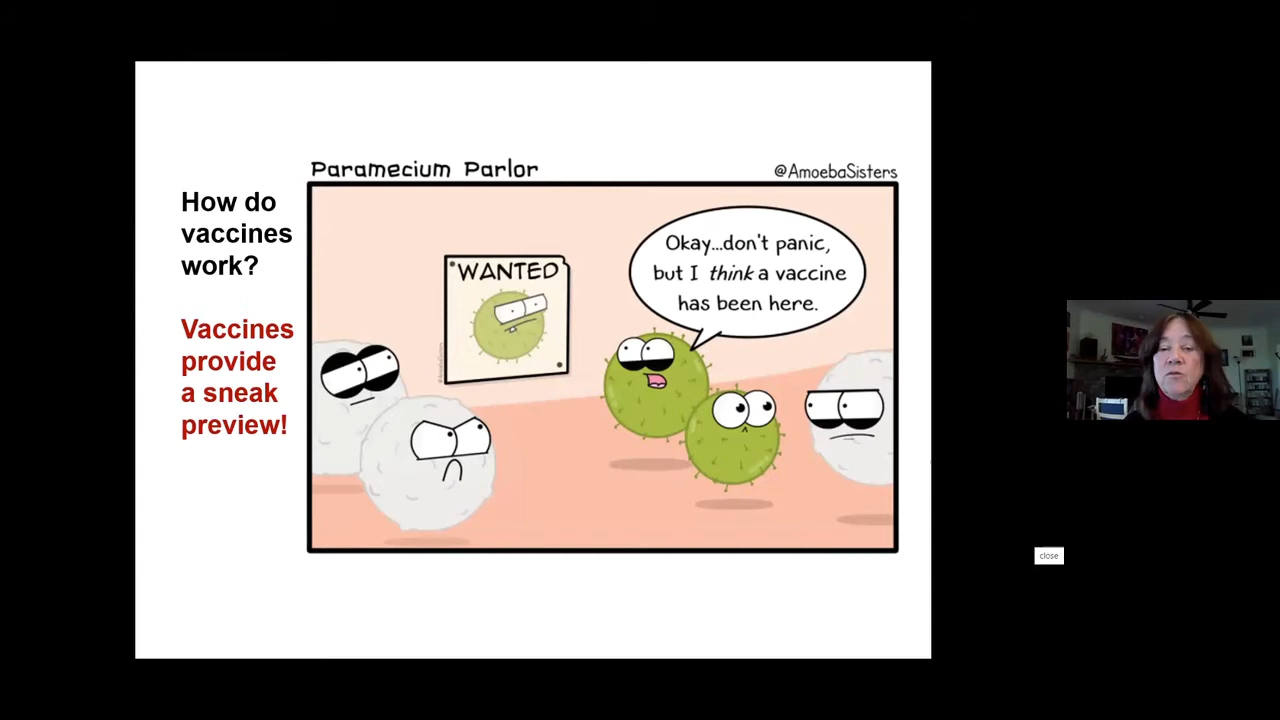 Paramecium Parlor
@AmoebaSisters
How do
vaccines
work?
Vaccines
provide
a sneak
preview!
WANTED
Okay...don't panic,
but I think a vaccine
has been here.
close